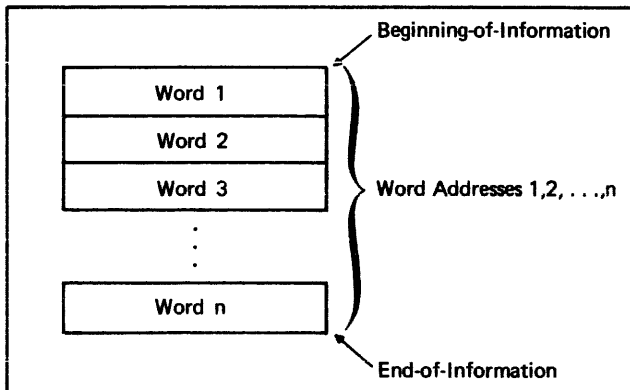 Beginning-of-Information
Word 1
Word 2
Word 3
Word Addresses 1,2, . . .,n
Word n
End-of-Information